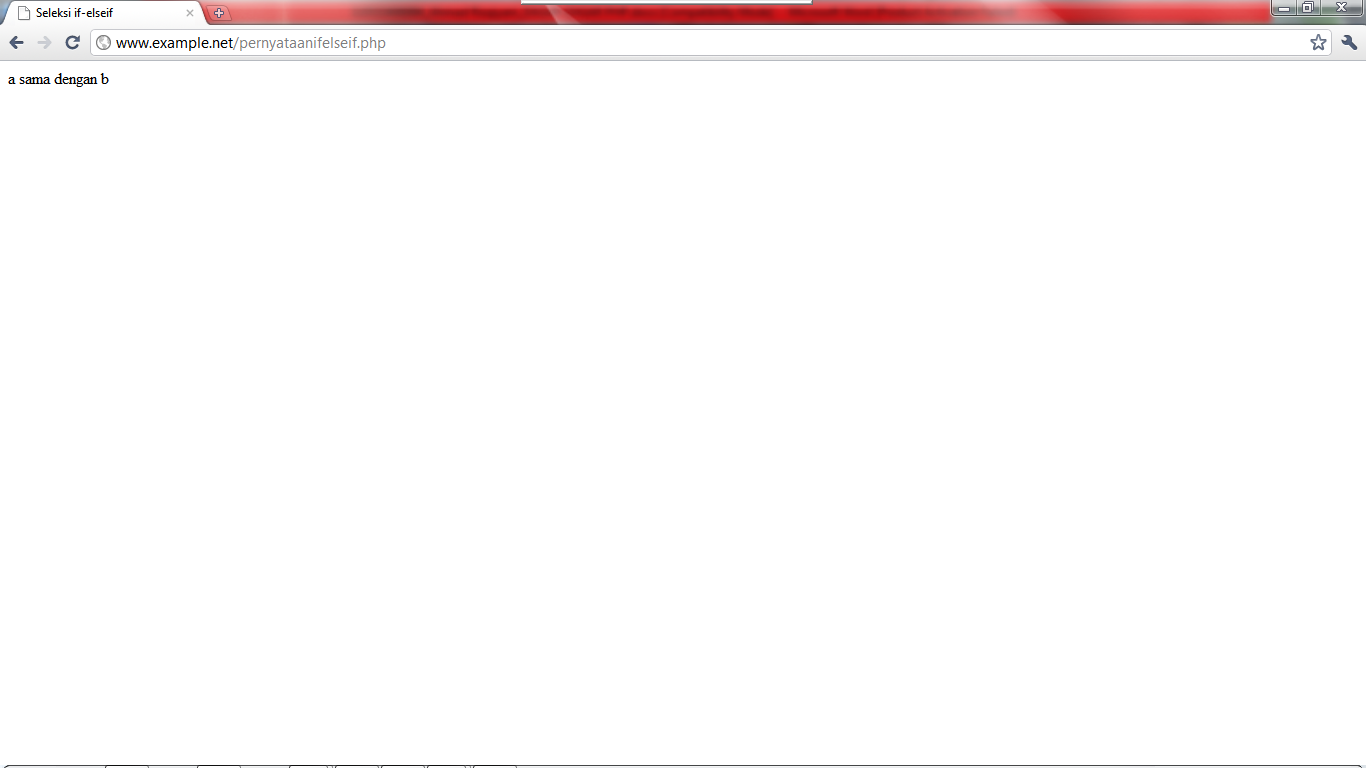 Seleksi if-elseif
www.example.net/pernyataanifelseif.php
a sama dengan b